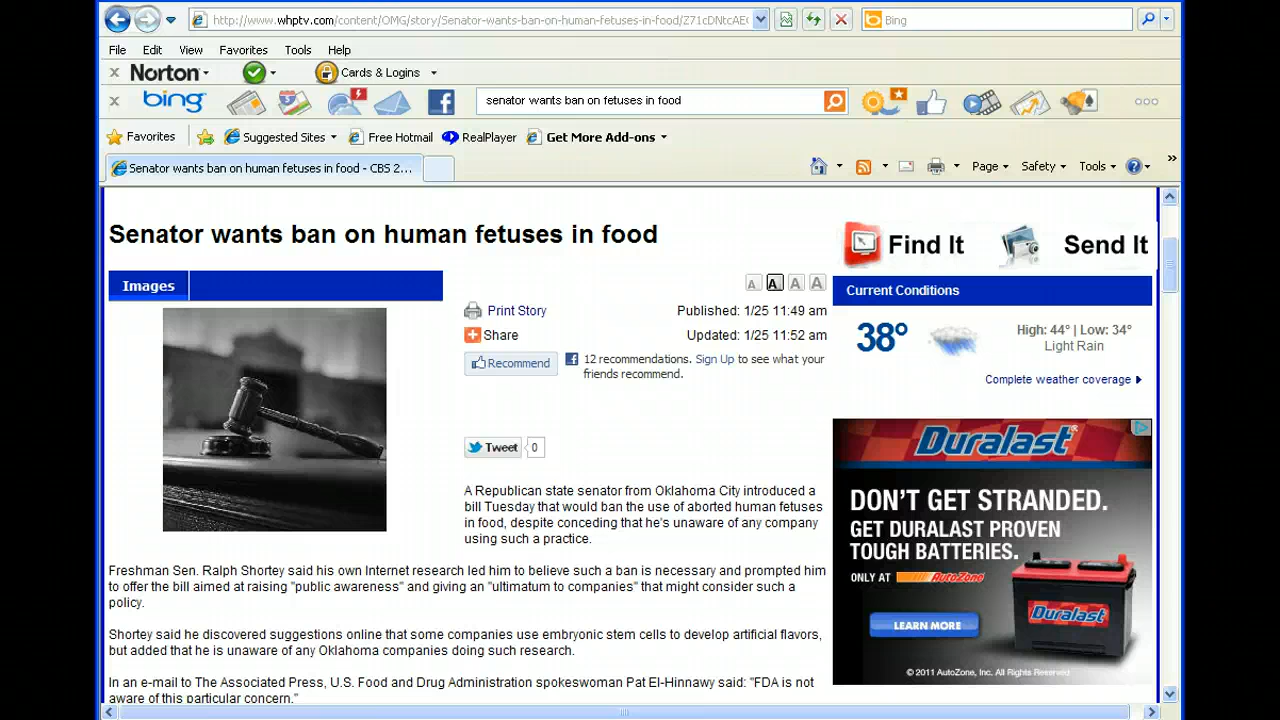 http://www.whptv.com/content/OMG/story/Senator-wants-ban-on-human-fetuses-in-food/Z71cDNtcAE
Bing
File Edit View Favorites Tools Help
Norton Cards & Logins
bing senator wants ban on fetuses in food
Favorites Suggested Sites Free Hotmail RealPlayer Get More Add-ons
Senator wants ban on human fetuses in food - CBS 2... Page Safety Tools
Senator wants ban on human fetuses in food
Find It Send It
Images
A A A A
Print Story Published: 1/25 11:49 am
Share Updated: 1/25 11:52 am
Recommend 12 recommendations. Sign Up to see what your
friends recommend.
Tweet 0
A Republican state senator from Oklahoma City introduced a
bill Tuesday that would ban the use of aborted human fetuses
in food, despite conceding that he's unaware of any company
using such a practice.
Freshman Sen. Ralph Shortey said his own Internet research led him to believe such a ban is necessary and prompted him
to offer the bill aimed at raising "public awareness" and giving an "ultimatum to companies" that might consider such a
policy.
Shortey said he discovered suggestions online that some companies use embryonic stem cells to develop artificial flavors,
but added that he is unaware of any Oklahoma companies doing such research.
In an e-mail to The Associated Press, U.S. Food and Drug Administration spokeswoman Pat El-Hinnawy said: "FDA is not
aware of this particular concern."
Current Conditions
38° High: 44° | Low: 34°
Light Rain
Complete weather coverage
Duralast
DON'T GET STRANDED.
GET DURALAST PROVEN
TOUGH BATTERIES.
ONLY AT AutoZone
Duralast
LEARN MORE
© 2011 AutoZone, Inc. All Rights Reserved.